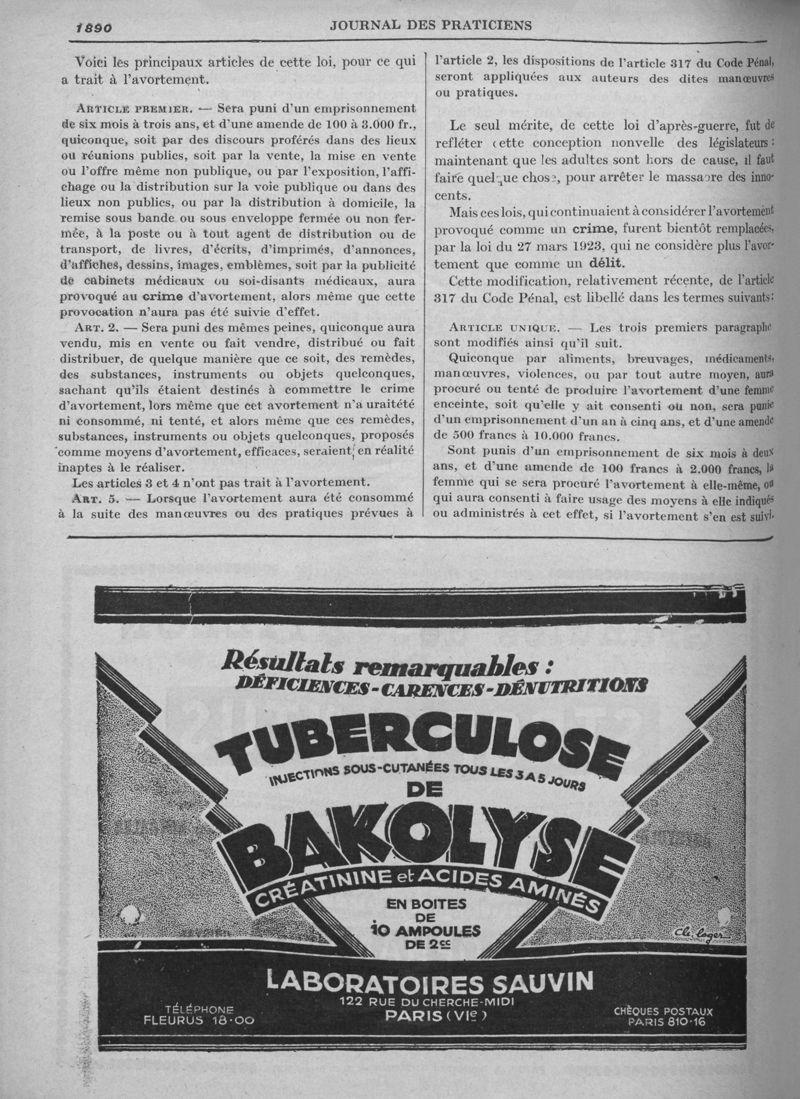 1890
JOURNAL DES PRATICIENS
Voici les principaux articles de cette loi, pour ce qui
a trait à l'avortement.
ARTICLE PREMIER. — Sera puni d'un emprisonnement
de six mois à trois ans, et d'une amende de 100 à 3.000 fr.,
quiconque, soit par des discours proférés dans des lieux
ou réunions publics, soit par la vente, la mise en vente
ou l'offre même non publique, ou par l'exposition, l'affi-
chage ou la distribution sur la voie publique ou dans des
lieux non publics, ou par la distribution à domicile, la
remise sous bande ou sous enveloppe fermée ou non fer-
mée, à la poste ou à tout agent de distribution ou de
transport, de livres, d'écrits, d'imprimés, d'annonces,
d'affiches, dessins, images, emblèmes, soit par la publicité
de cabinets médicaux ou soi-disants médicaux, aura
provoqué au crime d'avortement, alors même que cette
provocation n'aura pas été suivie d'effet.
ART. 2. — Sera puni des mêmes peines, quiconque aura
vendu, mis en vente ou fait vendre, distribué ou fait
distribuer, de quelque manière que ce soit, des remèdes,
des substances, instruments ou objets quelconques,
sachant qu'ils étaient destinés à commettre le crime
d'avortement, lors même que cet avortement n'a uraitété
ni consommé, ni tenté, et alors même que ces remèdes,
substances, instruments ou objets quelconques, proposés
comme moyens d'avortement, efficaces, seraient en réalité
inaptes à le réaliser.
Les articles 3 et 4 n'ont pas trait à l'avortement.
ART. 5. — Lorsque l'avortement aura été consommé
à la suite des manœuvres ou des pratiques prévues à
l'article 2, les dispositions de l'article 317 du Code Pénal,
seront appliquées aux auteurs des dites manœuvres
ou pratiques.
Le seul mérite, de cette loi d'après-guerre, fut de
refléter cette conception nonvelle des législateurs :
maintenant que les adultes sont hors de cause, il faut
faire quelque chose, pour arrêter le massacre des inno-
cents.
Mais ces lois, qui continuaient à considérer l'avortement
provoqué comme un crime, furent bientôt remplacées,
par la loi du 27 mars 1923, qui ne considère plus l'avor-
tement que comme un délit.
Cette modification, relativement récente, de l'article
317 du Code Pénal, est libellé dans les termes suivants:
ARTICLE UNIQUE. — Les trois premiers paragraphe
sont modifiés ainsi qu'il suit.
Quiconque par aliments, breuvages, médicaments,
manœuvres, violences, ou par tout autre moyen, aura
procuré ou tenté de produire l'avortement d'une femme
enceinte, soit qu'elle y ait consenti ou non, sera punie
d'un emprisonnement d'un an à cinq ans, et d'une amende
de 500 francs à 10.000 francs.
Sont punis d'un emprisonnement de six mois à deux
ans, et d'une amende de 100 francs à 2.000 francs, la
femme qui se sera procuré l'avortement à elle-même, ou
qui aura consenti à faire usage des moyens à elle indiqués
ou administrés à cet effet, si l'avortement s'en est suivi.
Résultats remarquables :
DÉFICIENCES-CARENCES-DÉNUTRITIONS
TUBERCULOSE
INJECTIONS SOUS-CUTANÉES TOUS LES 3 A 5 JOURS
DE
BAKOLYSE
CRÉATININE et ACIDES AMINÉS
EN BOITES
DE
10 AMPOULES
DE 2cc
Ch. Loger
LABORATOIRES SAUVIN
122 RUE DU CHERCHE-MIDI
PARIS (VIe)
TÉLÉPHONE
FLEURUS 18-00
CHÈQUES POSTAUX
PARIS 810-16